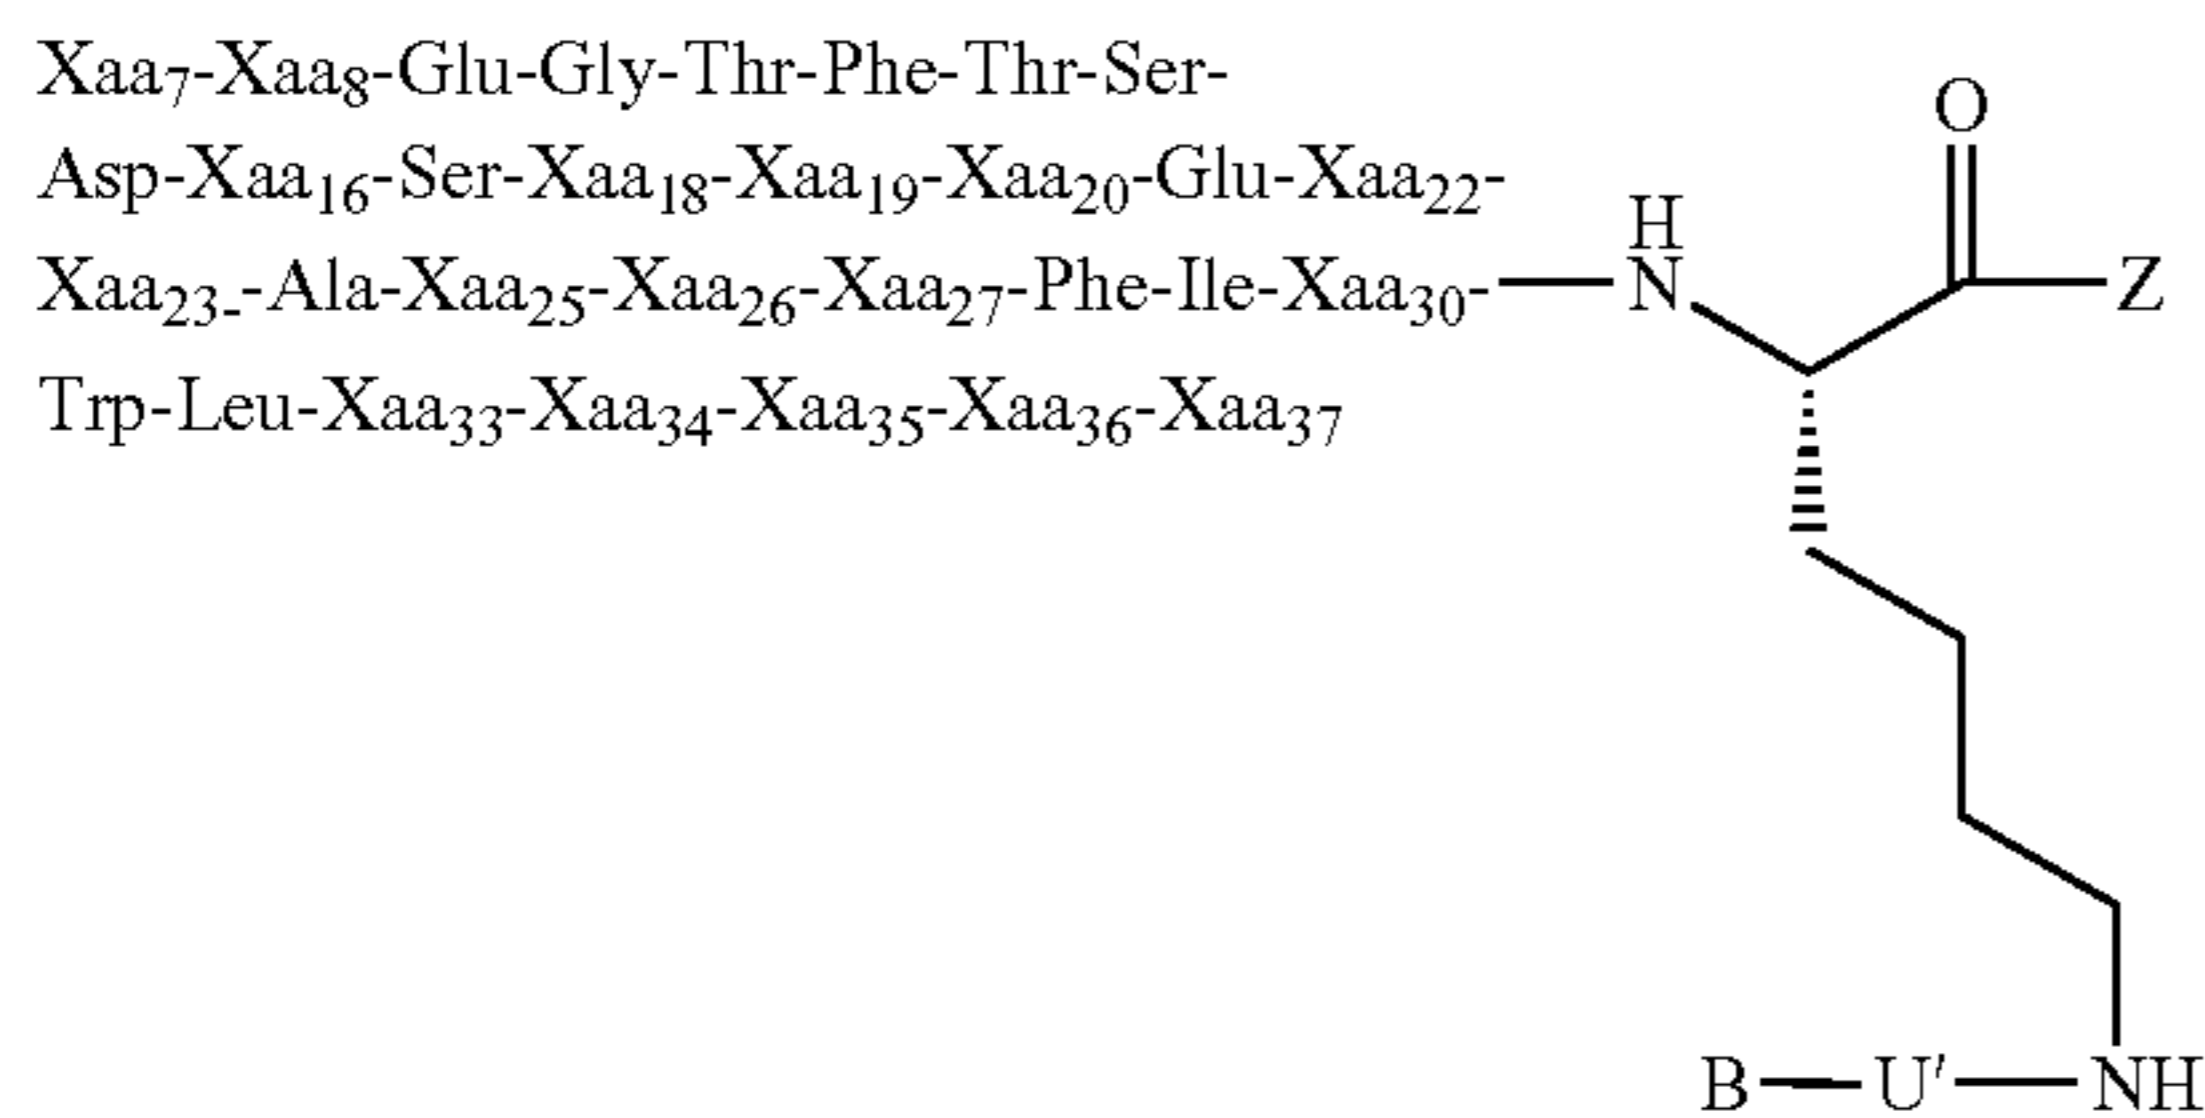 Xaa7-Xaa8-Glu-Gly-Thr-Phe-Thr-Ser-
Asp-Xaa16-Ser-Xaa18-Xaa19-Xaa20-Glu-Xaa22-
Xaa23--Ala-Xaa25-Xaa26-Xaa27-Phe-Ile-Xaa30-
Trp-Leu-Xaa33-Xaa34-Xaa35-Xaa36-Xaa37
O
H
N
Z
B
U'
NH